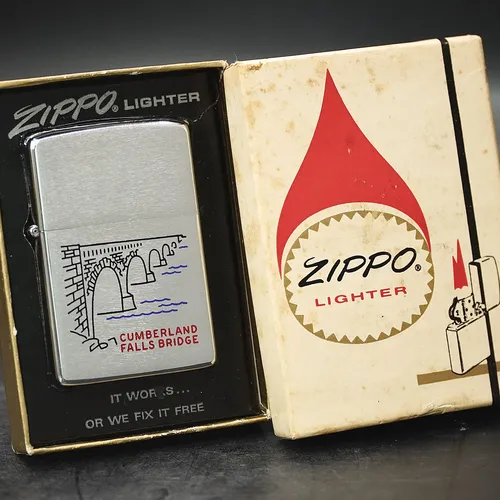 ZIPPO® LIGHTER
CUMBERLAND
FALLS BRIDGE
IT WORKS...
OR WE FIX IT FREE
ZIPPO®
LIGHTER